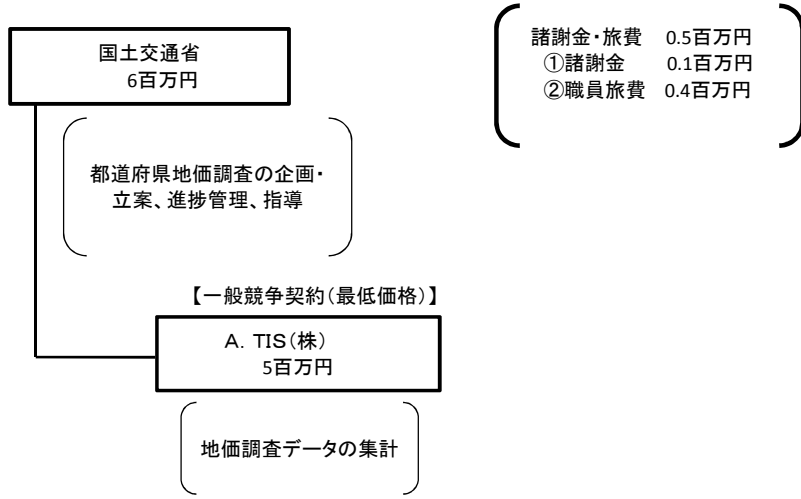 国土交通省
6百万円
諸謝金・旅費　0.5百万円
①諸謝金　0.1百万円
②職員旅費　0.4百万円
都道府県地価調査の企画・
立案、進捗管理、指導
【一般競争契約（最低価格）】
A．TIS（株）
5百万円
地価調査データの集計